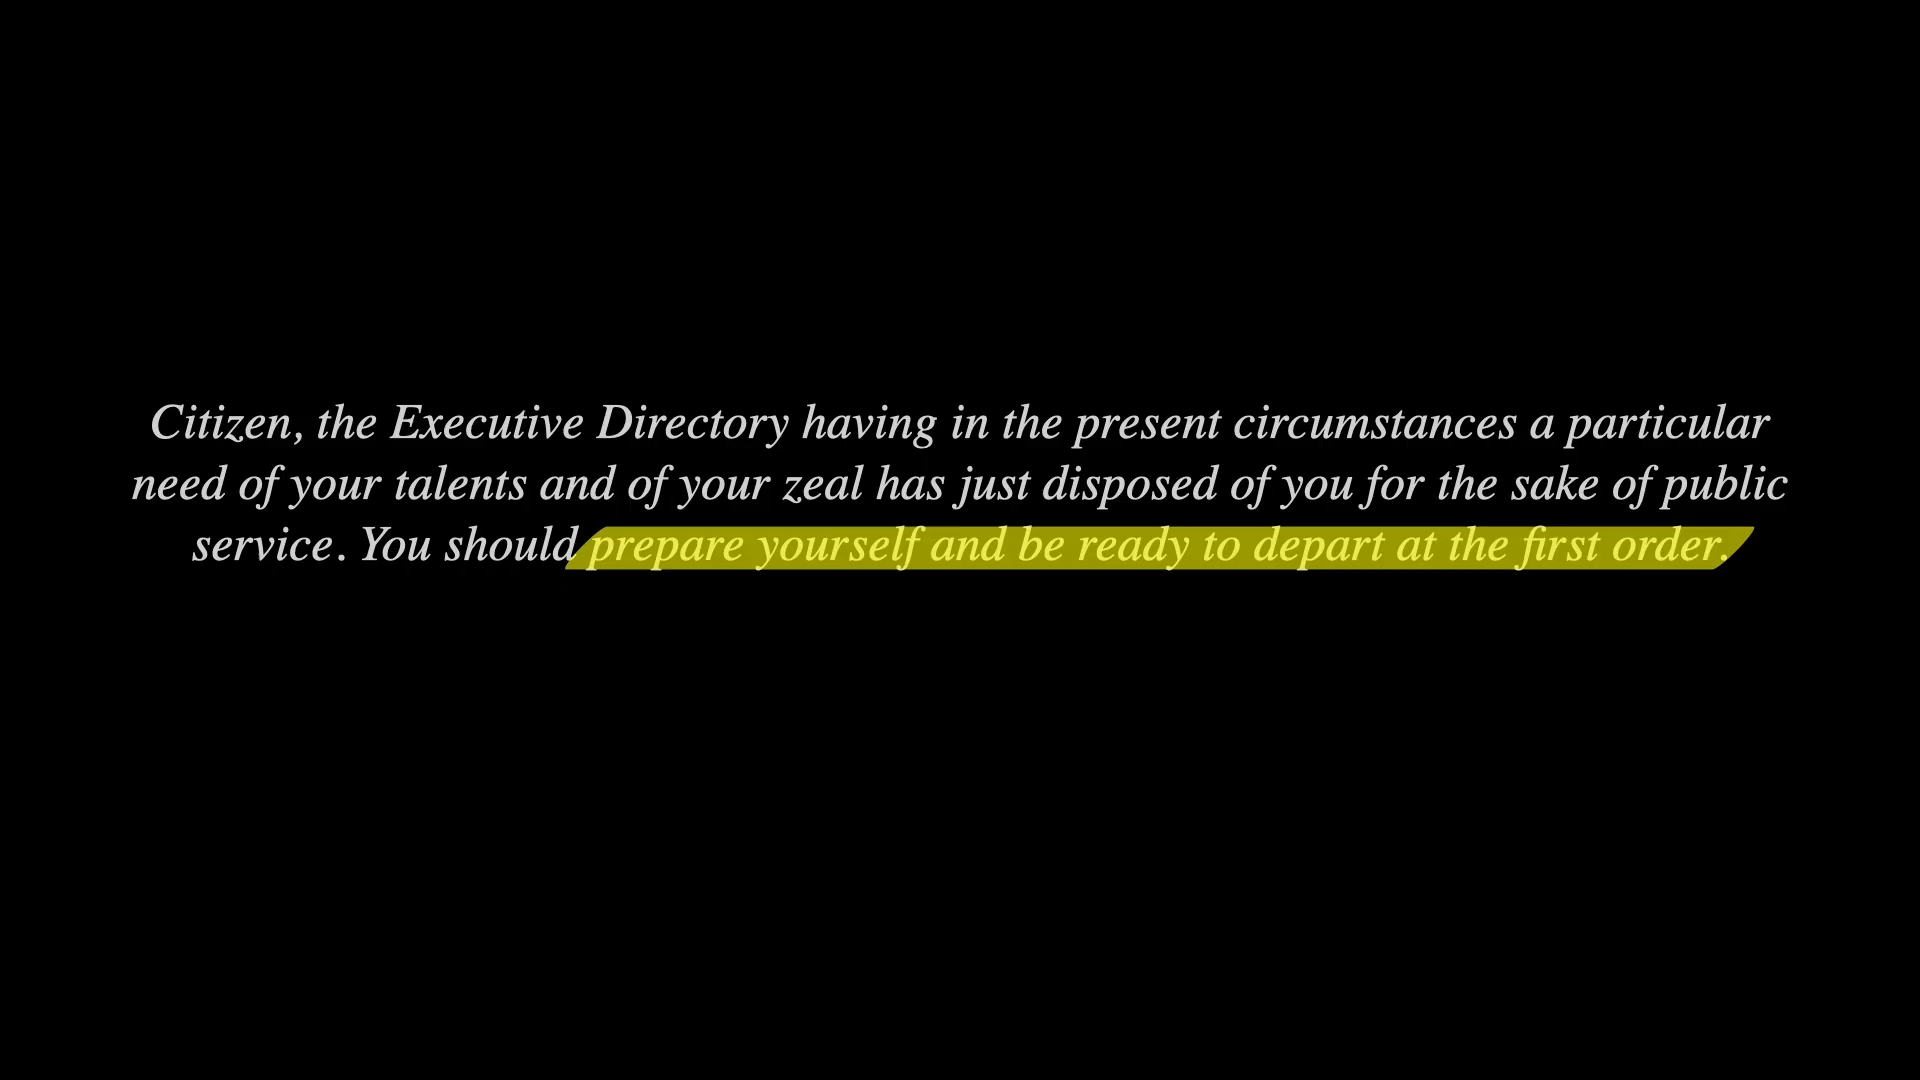 Citizen, the Executive Directory having in the present circumstances a particular
need of your talents and of your zeal has just disposed of you for the sake of public
service. You should prepare yourself and be ready to depart at the first order.